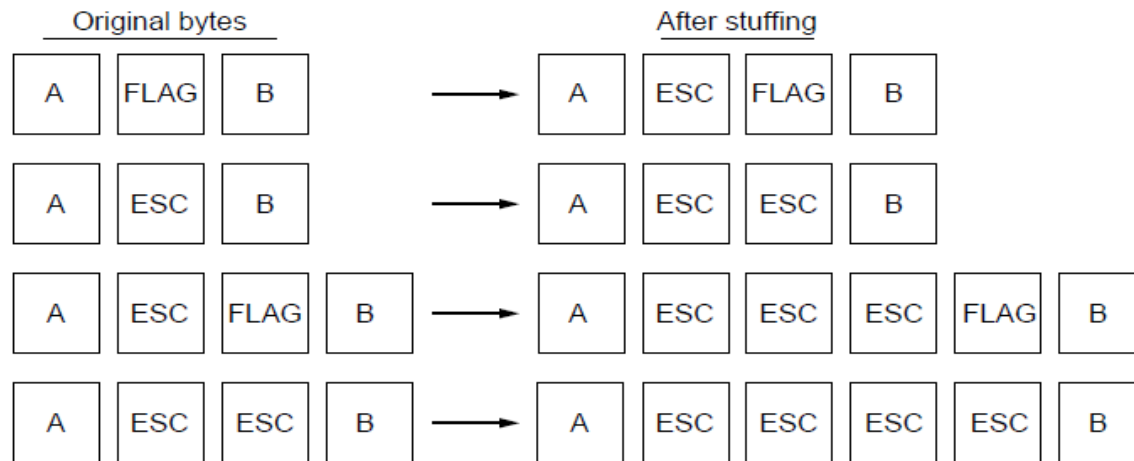 Original bytes After stuffing
A FLAG B A ESC FLAG B
A ESC B A ESC ESC B
A ESC FLAG B A ESC ESC ESC FLAG B
A ESC ESC B A ESC ESC ESC ESC B